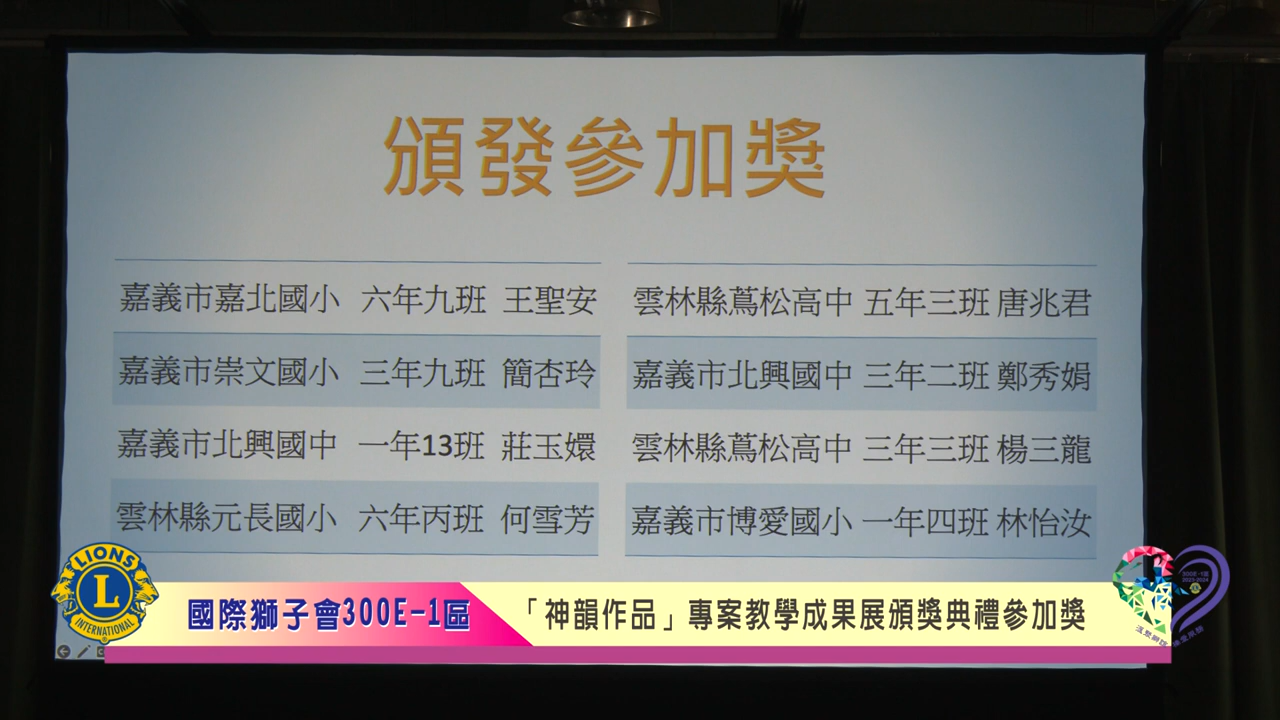 頒發參加獎
嘉義市嘉北國小 六年九班 王聖安
嘉義市崇文國小 三年九班 簡杏玲
嘉義市北興國中 一年13班 莊玉嬛
雲林縣元長國小 六年丙班 何雪芳
雲林縣蔦松高中 五年三班 唐兆君
嘉義市北興國中 三年二班 鄭秀娟
雲林縣蔦松高中 三年三班 楊三龍
嘉義市博愛國小 一年四班 林怡汝
LIONS
L
INTERNATIONAL
國際獅子會300E-1區
「神韻作品」專案教學成果展頒獎典禮參加獎
300E-1區
2023-2024